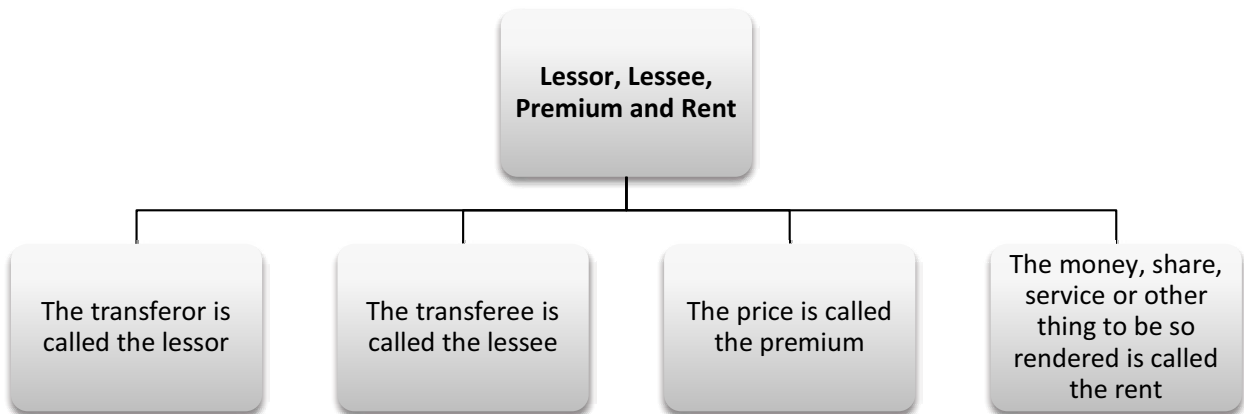 Lessor, Lessee,
Premium and Rent
The transferor is
called the lessor
The transferee is
called the lessee
The price is called
the premium
The money, share,
service or other
thing to be so
rendered is called
the rent